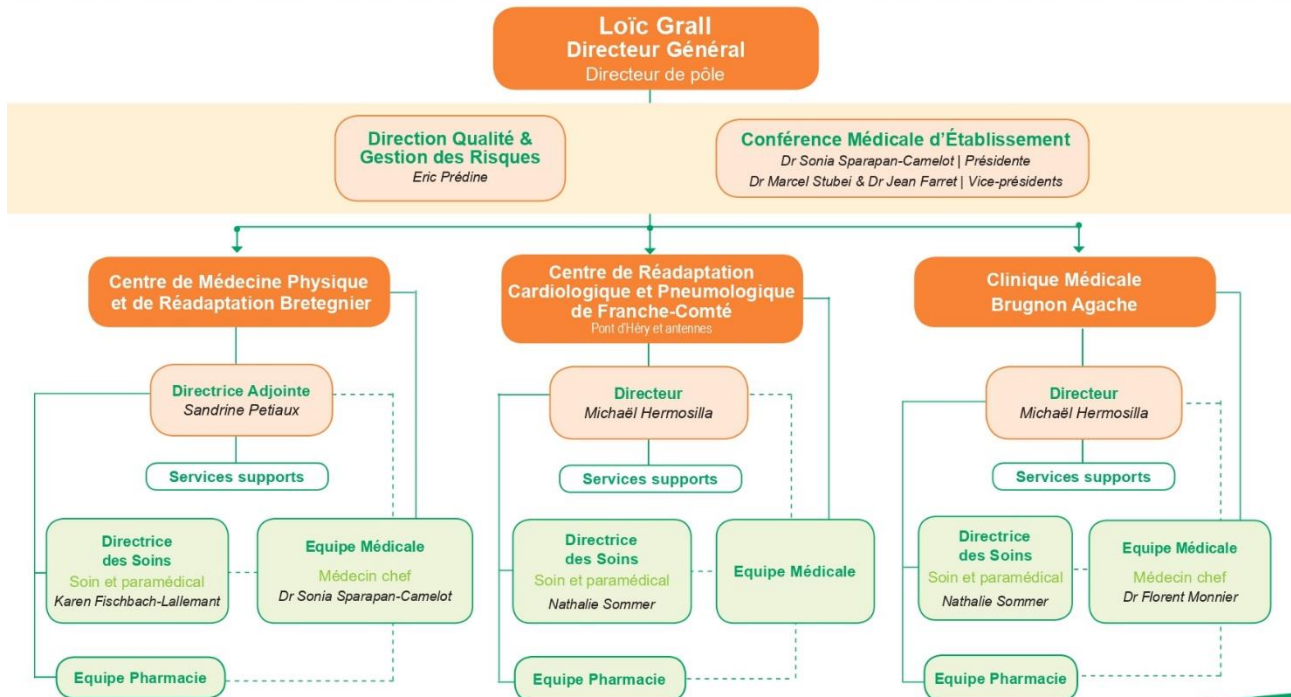 Loïc Grall
Directeur Général
Directeur de pôle
Direction Qualité &
Gestion des Risques
Eric Prédine
Conférence Médicale d'Établissement
Dr Sonia Sparapan-Camelot | Présidente
Dr Marcel Stubei & Dr Jean Farret | Vice-présidents
Centre de Médecine Physique
et de Réadaptation Bretegnier
Directrice Adjointe
Sandrine Petiaux
Services supports
Directrice
des Soins
Soin et paramédical
Karen Fischbach-Lallemant
Equipe Médicale
Médecin chef
Dr Sonia Sparapan-Camelot
Equipe Pharmacie
Centre de Réadaptation
Cardiologique et Pneumologique
de Franche-Comté
Pont d'Héry et antennes
Directeur
Michaël Hermosilla
Services supports
Directrice
des Soins
Soin et paramédical
Nathalie Sommer
Equipe Médicale
Equipe Pharmacie
Clinique Médicale
Brugnon Agache
Directeur
Michaël Hermosilla
Services supports
Directrice
des Soins
Soin et paramédical
Nathalie Sommer
Equipe Médicale
Médecin chef
Dr Florent Monnier
Equipe Pharmacie